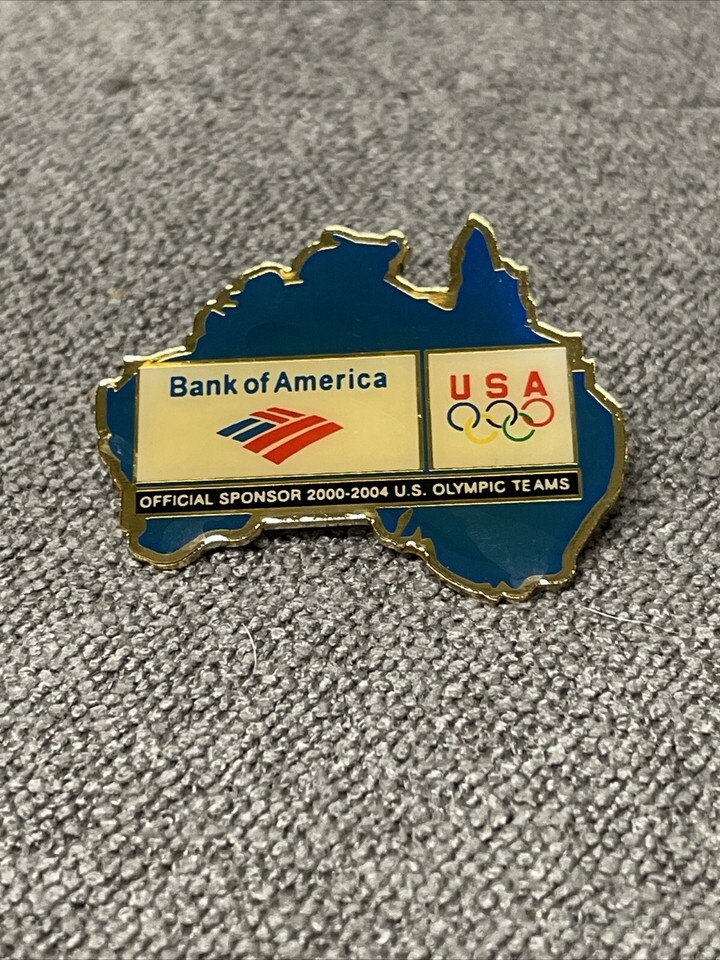 Bank of America
USA
OFFICIAL SPONSOR 2000-2004 U.S. OLYMPIC TEAMS